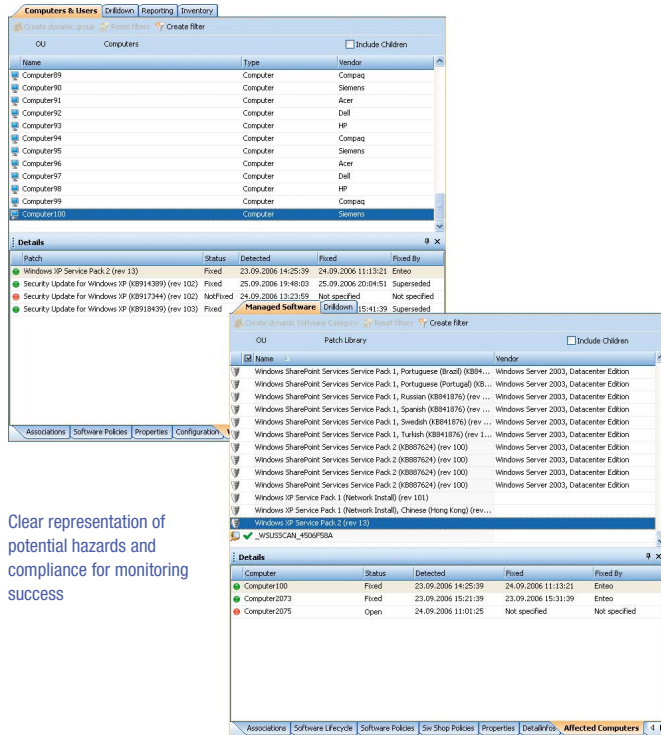 Computers & Users Drilldown Reporting Inventory
Create dynamic group Reset filters Create filter
OU Computers Include Children
Name Type Vendor
Computer89 Computer Compaq
Computer90 Computer Siemens
Computer91 Computer Acer
Computer92 Computer Dell
Computer93 Computer HP
Computer94 Computer Compaq
Computer95 Computer Siemens
Computer96 Computer Acer
Computer97 Computer Dell
Computer98 Computer HP
Computer99 Computer Compaq
Computer100 Computer Siemens
Details
Patch Status Detected Fixed Fixed By
Windows XP Service Pack 2 (rev 13) Fixed 23.09.2006 14:25:39 24.09.2006 11:13:21 Enteo
Security Update for Windows XP (KB914389) (rev 102) Fixed 25.09.2006 19:48:03 25.09.2006 20:04:51 Superseded
Security Update for Windows XP (KB917344) (rev 102) NotFixed 24.09.2006 13:23:59 Not specified Not specified
Security Update for Windows XP (KB918439) (rev 103) Fixed 15:41:39 Superseded
Associations Software Policies Properties Configuration
Managed Software Drilldown
Create dynamic Software Category Reset filters Create filter
OU Patch Library Include Children
Name Vendor
Windows SharePoint Services Service Pack 1, Portuguese (Brazil) (KB84... Windows Server 2003, Datacenter Edition
Windows SharePoint Services Service Pack 1, Portuguese (Portugal) (KB... Windows Server 2003, Datacenter Edition
Windows SharePoint Services Service Pack 1, Russian (KB841876) (rev ... Windows Server 2003, Datacenter Edition
Windows SharePoint Services Service Pack 1, Spanish (KB841876) (rev ... Windows Server 2003, Datacenter Edition
Windows SharePoint Services Service Pack 1, Swedish (KB841876) (rev ... Windows Server 2003, Datacenter Edition
Windows SharePoint Services Service Pack 1, Turkish (KB841876) (rev 1... Windows Server 2003, Datacenter Edition
Windows SharePoint Services Service Pack 2 (KB887624) (rev 100) Windows Server 2003, Datacenter Edition
Windows SharePoint Services Service Pack 2 (KB887624) (rev 100) Windows Server 2003, Datacenter Edition
Windows SharePoint Services Service Pack 2 (KB887624) (rev 100) Windows Server 2003, Datacenter Edition
Windows SharePoint Services Service Pack 2 (KB887624) (rev 100) Windows Server 2003, Datacenter Edition
Windows XP Service Pack 1 (Network Install) (rev 101)
Windows XP Service Pack 1 (Network Install), Chinese (Hong Kong) (rev...
Windows XP Service Pack 2 (rev 13)
_WSUSSCAN_4506F58A
Details
Computer Status Detected Fixed Fixed By
Computer100 Fixed 23.09.2006 14:25:39 24.09.2006 11:13:21 Enteo
Computer2073 Fixed 23.09.2006 15:21:39 23.09.2006 15:31:39 Enteo
Computer2075 Open 24.09.2006 11:01:25 Not specified Not specified
Associations Software Lifecycle Software Policies Sw Shop Policies Properties Detailinfos Affected Computers
Clear representation of
potential hazards and
compliance for monitoring
success